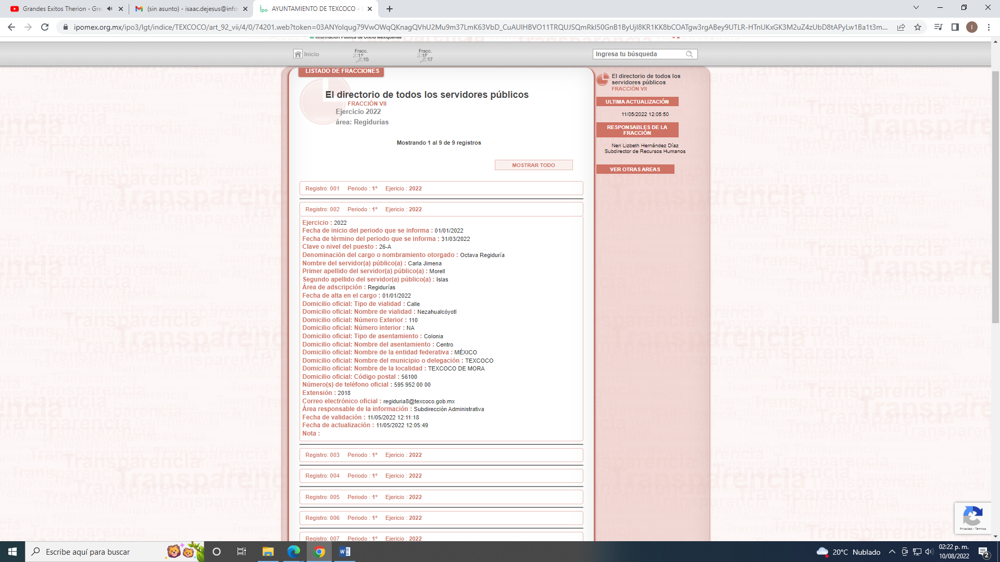 Grandes Exitos Therion - Gre
(sin asunto) - isaac.dejesus@info
ipo AYUNTAMIENTO DE TEXCOCO -
ipomex.org.mx/ipo3/lgt/indice/TEXCOCO/art_92_vii/4/0/74201.web?token=
I
Información Pública de Oficio Mexiquense
Inicio
Fracc.
Fracc.
Ingresa tu búsqueda
LISTADO DE FRACCIONES
El directorio de todos los servidores públicos
FRACCIÓN VII
Ejercicio 2022
área: Regidurías
Mostrando 1 al 9 de 9 registros
MOSTRAR TODO
El directorio de todos los
servidores públicos
FRACCIÓN VII
ULTIMA ACTUALIZACIÓN
11/05/2022 12:05:50
RESPONSABLES DE LA
FRACCIÓN
Neri Lizbeth Hernández Díaz
Subdirector de Recursos Humanos
VER OTRAS AREAS
Registro: 001 Periodo : 1° Ejericio : 2022
Registro: 002 Periodo : 1° Ejericio : 2022
Ejercicio : 2022
Fecha de inicio del periodo que se informa : 01/01/2022
Fecha de término del periodo que se informa : 31/03/2022
Clave o nivel del puesto : 26-A
Denominación del cargo o nombramiento otorgado : Octava Regiduría
Nombre del servidor(a) público(a) : Carla Jimena
Primer apellido del servidor(a) público(a) : Morell
Segundo apellido del servidor(a) público(a) : Islas
Área de adscripción : Regidurías
Fecha de alta en el cargo : 01/01/2022
Domicilio oficial: Tipo de vialidad : Calle
Domicilio oficial: Nombre de vialidad : Nezahualcóyotl
Domicilio oficial: Número Exterior : 110
Domicilio oficial: Número interior : NA
Domicilio oficial: Tipo de asentamiento : Colonia
Domicilio oficial: Nombre del asentamiento : Centro
Domicilio oficial: Nombre de la entidad federativa : MÉXICO
Domicilio oficial: Nombre del municipio o delegación : TEXCOCO
Domicilio oficial: Nombre de la localidad : TEXCOCO DE MORA
Domicilio oficial: Código postal : 56100
Número(s) de teléfono oficial : 595 952 00 00
Extensión : 2018
Correo electrónico oficial : regiduria8@texcoco.gob.mx
Área responsable de la información : Subdirección Administrativa
Fecha de validación : 11/05/2022 12:11:18
Fecha de actualización : 11/05/2022 12:05:49
Nota :
Registro: 003 Periodo : 1° Ejericio : 2022
Registro: 004 Periodo : 1° Ejericio : 2022
Registro: 005 Periodo : 1° Ejericio : 2022
Registro: 006 Periodo : 1° Ejericio : 2022
Registro: 007 Periodo : 1° Ejericio : 2022
Privacidad - Términos
Escribe aquí para buscar
20°C Nublado
02:22 p. m.
10/08/2022
2